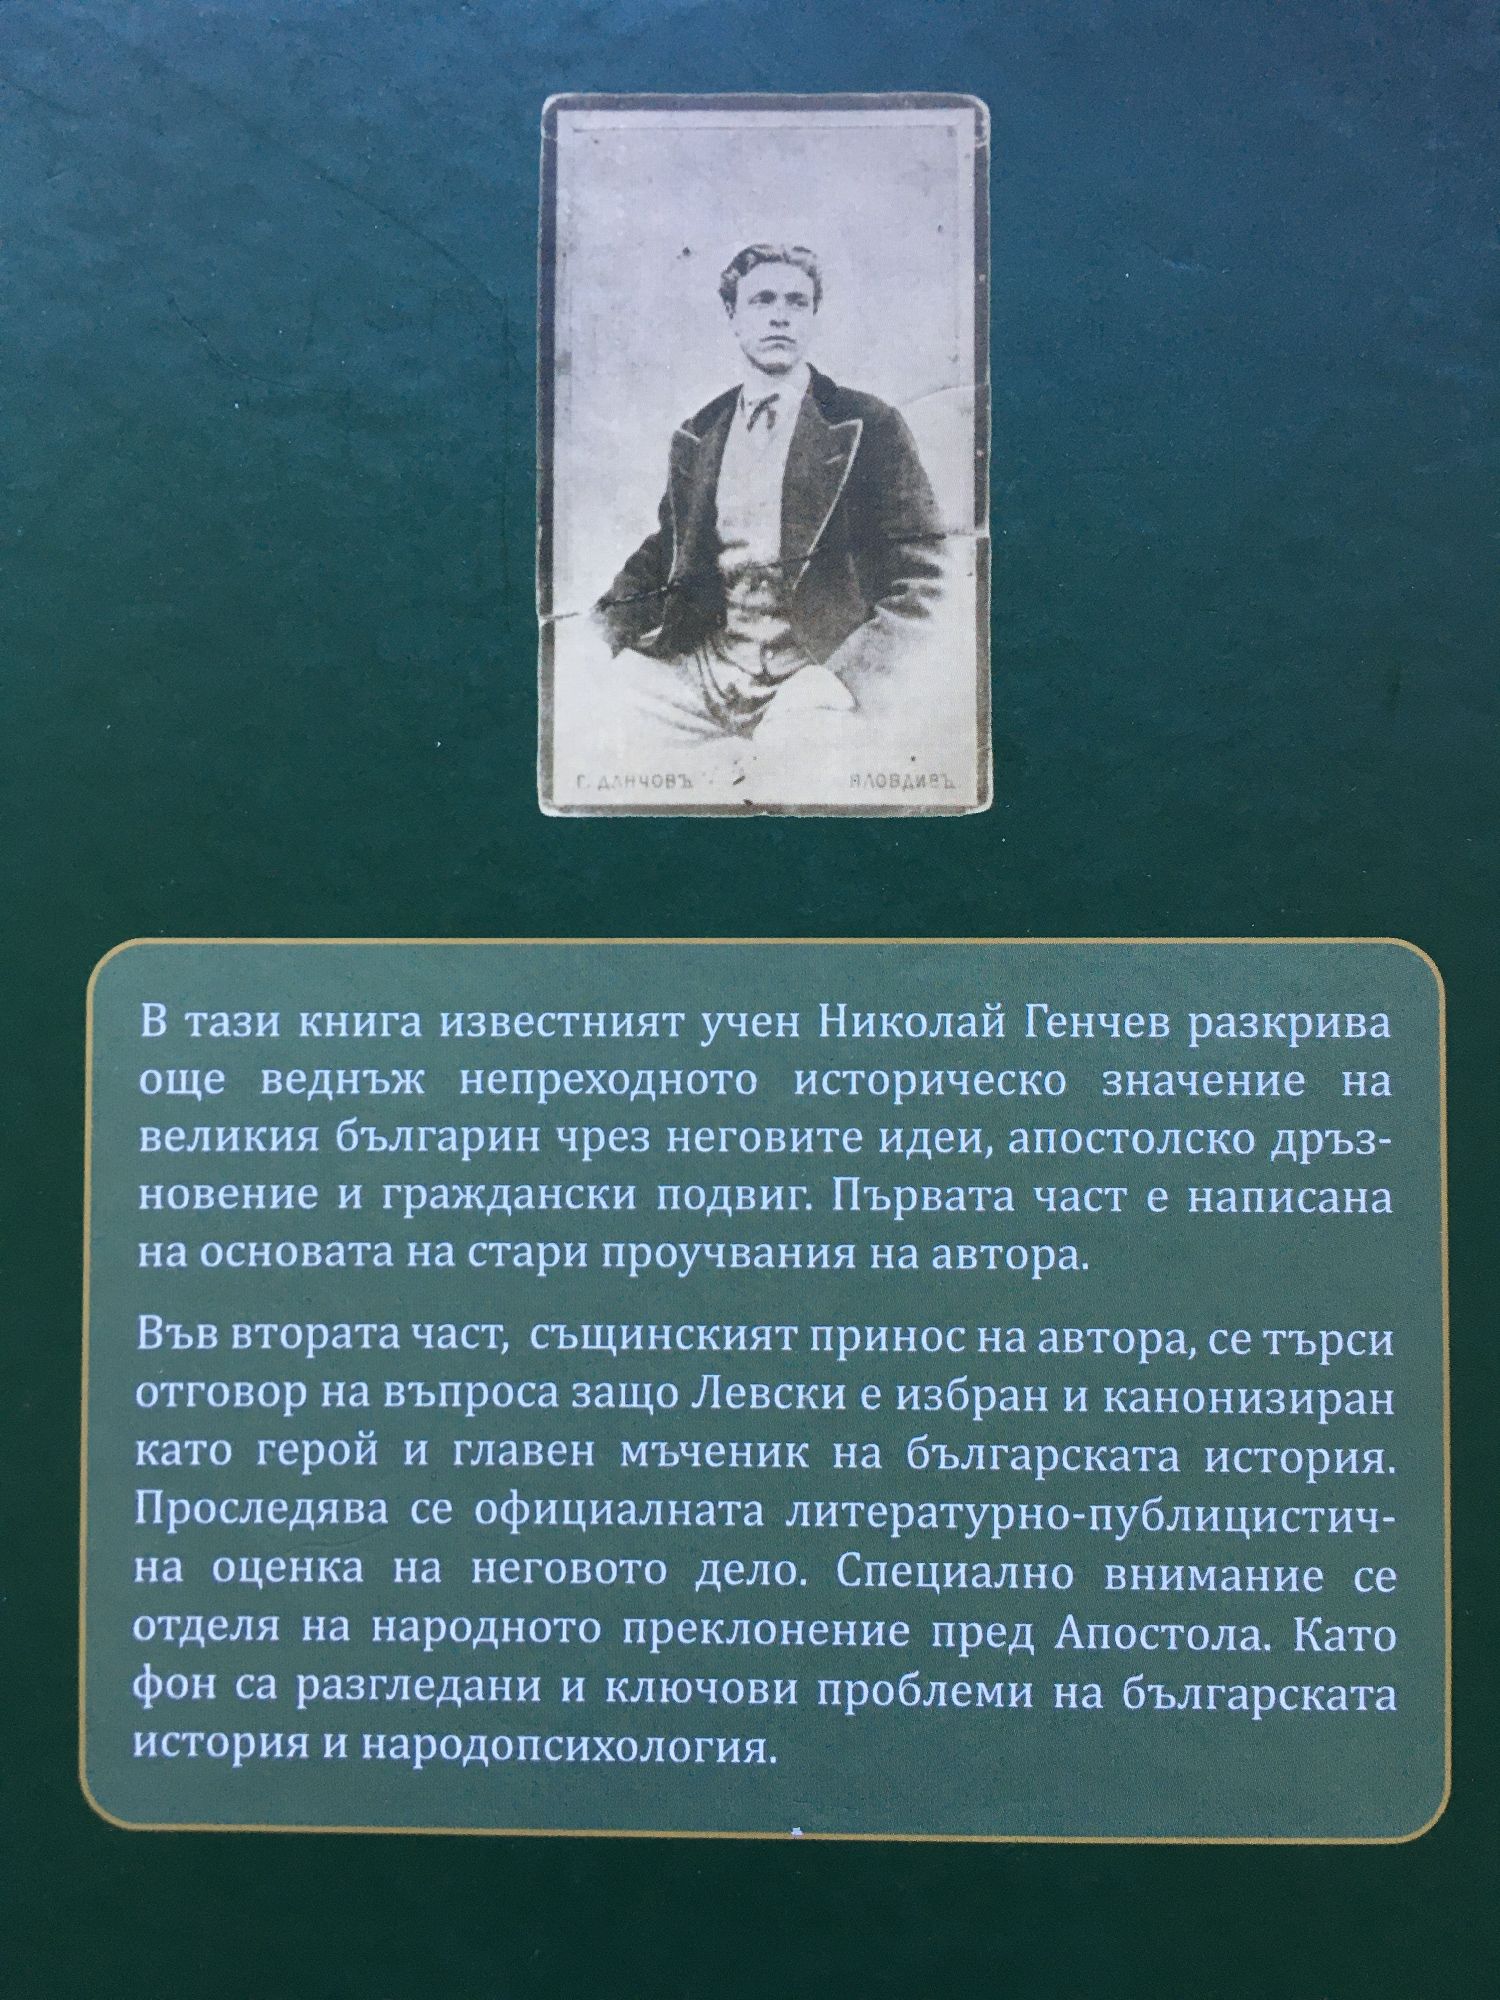 Г. ДАНЧОВЪ ПЛОВДИВЪ
В тази книга известният учен Николай Генчев разкрива
още веднъж непреходното историческо значение на
великия българин чрез неговите идеи, апостолско дръз-
новение и граждански подвиг. Първата част е написана
на основата на стари проучвания на автора.
Във втората част, същинският принос на автора, се търси
отговор на въпроса защо Левски е избран и канонизиран
като герой и главен мъченик на българската история.
Проследява се официалната литературно-публицистич-
на оценка на неговото дело. Специално внимание се
отделя на народното преклонение пред Апостола. Като
фон са разгледани и ключови проблеми на българската
история и народопсихология.